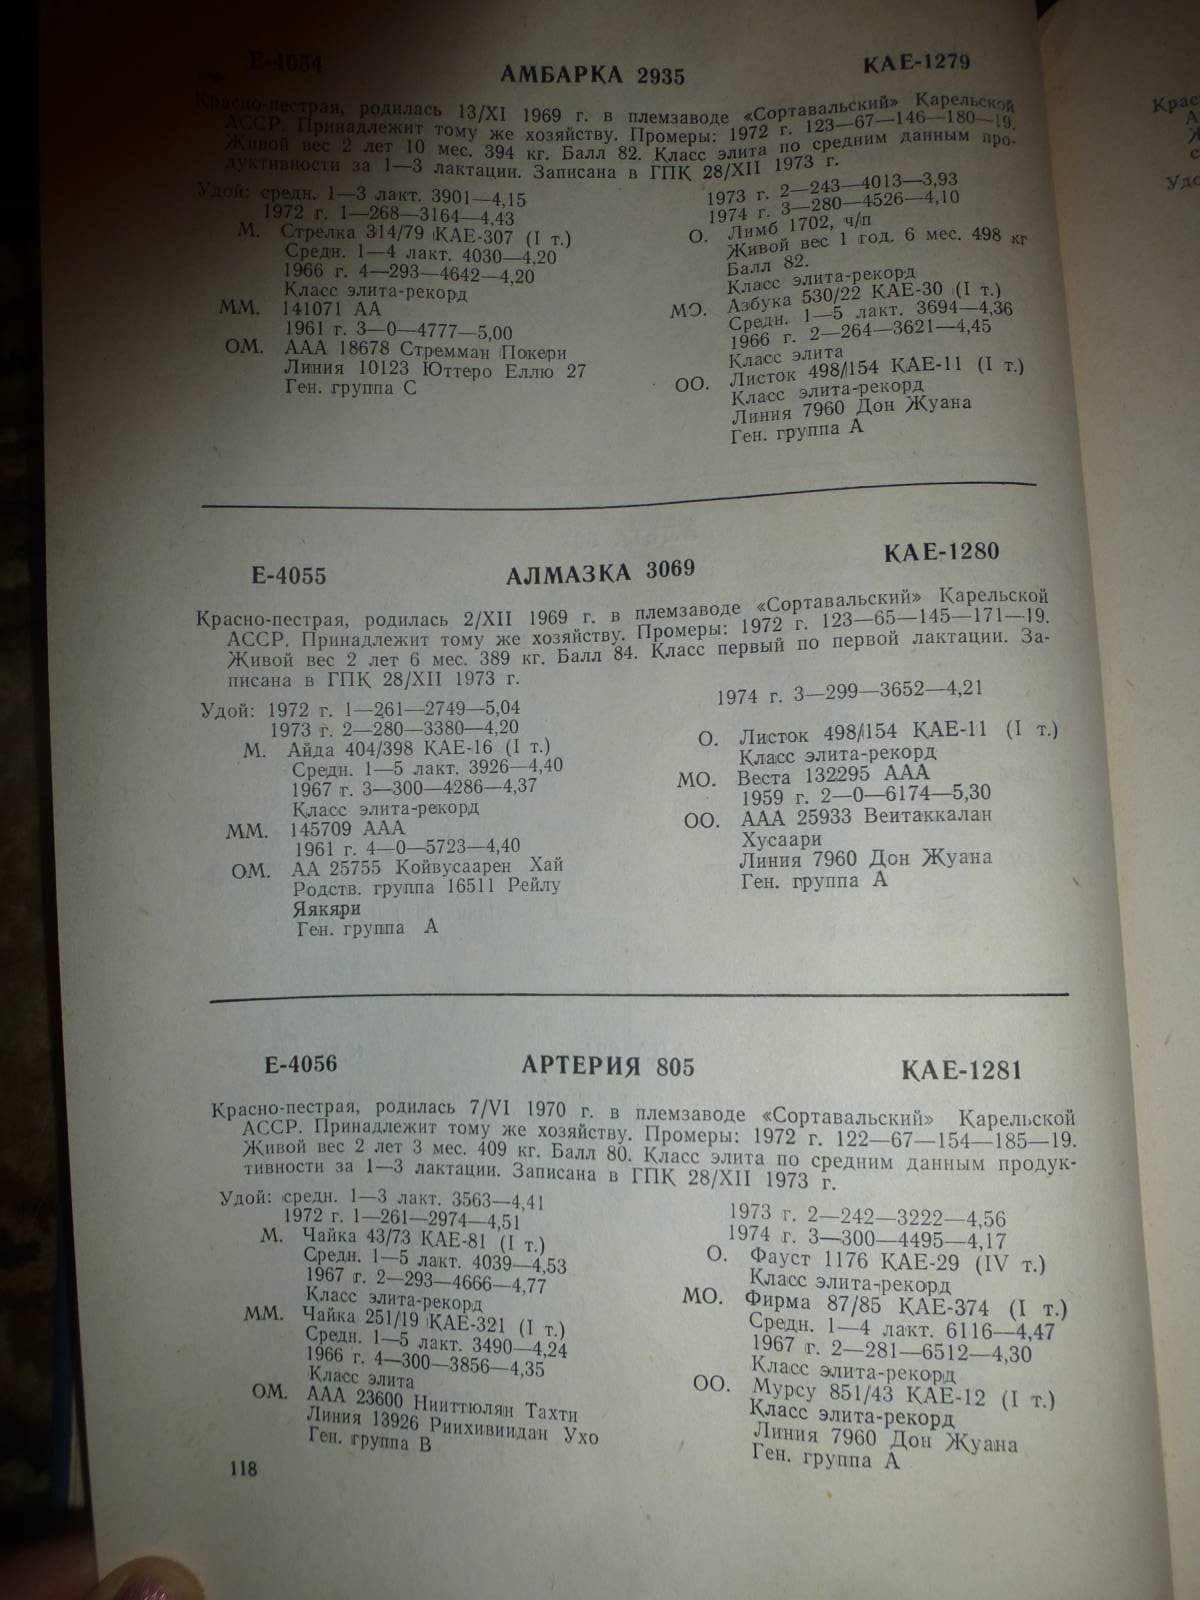 Е-4054 АМБАРКА 2935 КАЕ-1279
Красно-пестрая, родилась 13/XI 1969 г. в племзаводе «Сортавальский» Карельской
АССР. Принадлежит тому же хозяйству. Промеры: 1972 г. 123—67—146—180—19.
Живой вес 2 лет 10 мес. 394 кг. Балл 82. Класс элита по средним данным про-
дуктивности за 1—3 лактации. Записана в ГПК 28/XII 1973 г.
Удой: средн. 1—3 лакт. 3901—4,15
1972 г. 1—268—3164—4,43
М. Стрелка 314/79 КАЕ-307 (I т.)
Средн. 1—4 лакт. 4030—4,20
1966 г. 4—293—4642—4,20
Класс элита-рекорд
ММ. 141071 АА
1961 г. 3—0—4777—5,00
ОМ. ААА 18678 Стремман Покери
Линия 10123 Юттеро Еллю 27
Ген. группа С
1973 г. 2—243—4013—3,93
1974 г. 3—280—4526—4,10
О. Лимб 1702, ч/п
Живой вес 1 год. 6 мес. 498 кг
Балл 82.
Класс элита-рекорд
МО. Азбука 530/22 КАЕ-30 (I т.)
Средн. 1—5 лакт. 3694—4,36
1966 г. 2—264—3621—4,45
Класс элита
ОО. Листок 498/154 КАЕ-11 (I т.)
Класс элита-рекорд
Линия 7960 Дон Жуана
Ген. группа А
Е-4055 АЛМАЗКА 3069 КАЕ-1280
Красно-пестрая, родилась 2/XII 1969 г. в племзаводе «Сортавальский» Карельской
АССР. Принадлежит тому же хозяйству. Промеры: 1972 г. 123—65—145—171—19.
Живой вес 2 лет 6 мес. 389 кг. Балл 84. Класс первый по первой лактации. За-
писана в ГПК 28/XII 1973 г.
Удой: 1972 г. 1—261—2749—5,04
1973 г. 2—280—3380—4,20
М. Айда 404/398 КАЕ-16 (I т.)
Средн. 1—5 лакт. 3926—4,40
1967 г. 3—300—4286—4,37
Класс элита-рекорд
ММ. 145709 ААА
1961 г. 4—0—5723—4,40
ОМ. АА 25755 Койвусаарен Хай
Родств. группа 16511 Рейлу
Яякяри
Ген. группа А
1974 г. 3—299—3652—4,21
О. Листок 498/154 КАЕ-11 (I т.)
Класс элита-рекорд
МО. Веста 132295 ААА
1959 г. 2—0—6174—5,30
ОО. ААА 25933 Веитаккалан
Хусаари
Линия 7960 Дон Жуана
Ген. группа А
Е-4056 АРТЕРИЯ 805 КАЕ-1281
Красно-пестрая, родилась 7/VI 1970 г. в племзаводе «Сортавальский» Карельской
АССР. Принадлежит тому же хозяйству. Промеры: 1972 г. 122—67—154—185—19.
Живой вес 2 лет 3 мес. 409 кг. Балл 80. Класс элита по средним данным продук-
тивности за 1—3 лактации. Записана в ГПК 28/XII 1973 г.
Удой: средн. 1—3 лакт. 3563—4,41
1972 г. 1—261—2974—4,51
М. Чайка 43/73 КАЕ-81 (I т.)
Средн. 1—5 лакт. 4039—4,53
1967 г. 2—293—4666—4,77
Класс элита-рекорд
ММ. Чайка 251/19 КАЕ-321 (I т.)
Средн. 1—5 лакт. 3490—4,24
1966 г. 4—300—3856—4,35
Класс элита
ОМ. ААА 23600 Нииттюлян Тахти
Линия 13926 Риихивиидан Ухо
Ген. группа В
1973 г. 2—242—3222—4,56
1974 г. 3—300—4495—4,17
О. Фауст 1176 КАЕ-29 (IV т.)
Класс элита-рекорд
МО. Фирма 87/85 КАЕ-374 (I т.)
Средн. 1—4 лакт. 6116—4,47
1967 г. 2—281—6512—4,30
Класс элита-рекорд
ОО. Мурсу 851/43 КАЕ-12 (I т.)
Класс элита-рекорд
Линия 7960 Дон Жуана
Ген. группа А
118